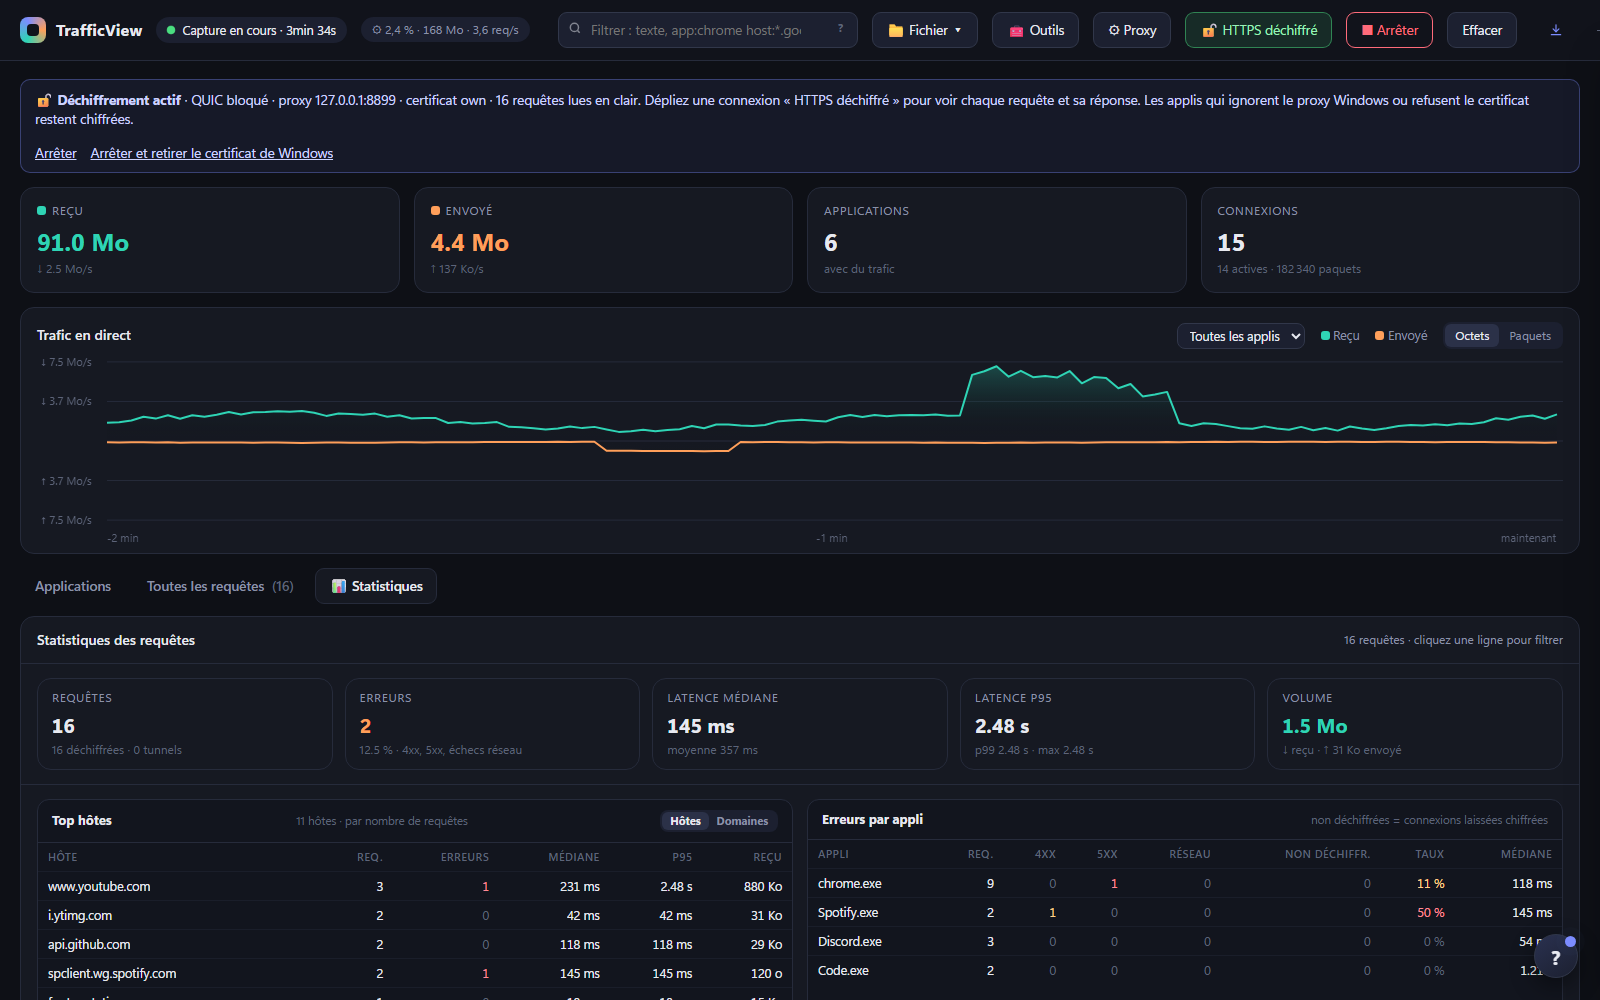 TrafficView
Capture en cours · 3min 34s
2,4 % · 168 Mo · 3,6 req/s
Filtrer : texte, app:chrome host:*.goo
?
Fichier ▾
Outils
Proxy
HTTPS déchiffré
Arrêter
Effacer
Déchiffrement actif · QUIC bloqué · proxy 127.0.0.1:8899 · certificat own · 16 requêtes lues en clair. Dépliez une connexion « HTTPS déchiffré » pour voir chaque requête et sa réponse. Les applis qui ignorent le proxy Windows ou refusent le certificat
restent chiffrées.
Arrêter Arrêter et retirer le certificat de Windows
REÇU
91.0 Mo
↓ 2.5 Mo/s
ENVOYÉ
4.4 Mo
↑ 137 Ko/s
APPLICATIONS
6
avec du trafic
CONNEXIONS
15
14 actives · 182 340 paquets
Trafic en direct
Toutes les applis
Reçu
Envoyé
Octets
Paquets
↓ 7.5 Mo/s
↓ 3.7 Mo/s
↑ 3.7 Mo/s
↑ 7.5 Mo/s
-2 min
-1 min
maintenant
Applications
Toutes les requêtes (16)
Statistiques
Statistiques des requêtes
16 requêtes · cliquez une ligne pour filtrer
REQUÊTES
16
16 déchiffrées · 0 tunnels
ERREURS
2
12.5 % · 4xx, 5xx, échecs réseau
LATENCE MÉDIANE
145 ms
moyenne 357 ms
LATENCE P95
2.48 s
p99 2.48 s · max 2.48 s
VOLUME
1.5 Mo
↓ reçu · ↑ 31 Ko envoyé
Top hôtes
11 hôtes · par nombre de requêtes
Hôtes
Domaines
HÔTE REQ. ERREURS MÉDIANE P95 REÇU
www.youtube.com 3 1 231 ms 2.48 s 880 Ko
i.ytimg.com 2 0 42 ms 42 ms 31 Ko
api.github.com 2 0 118 ms 118 ms 29 Ko
spclient.wg.spotify.com 2 1 145 ms 145 ms 120 o
Erreurs par appli
non déchiffrées = connexions laissées chiffrées
APPLI REQ. 4XX 5XX RÉSEAU NON DÉCHIFFR. TAUX MÉDIANE
chrome.exe 9 0 1 0 0 11 % 118 ms
Spotify.exe 2 1 0 0 0 50 % 145 ms
Discord.exe 3 0 0 0 0 0 % 54
Code.exe 2 0 0 0 0 0 %
?